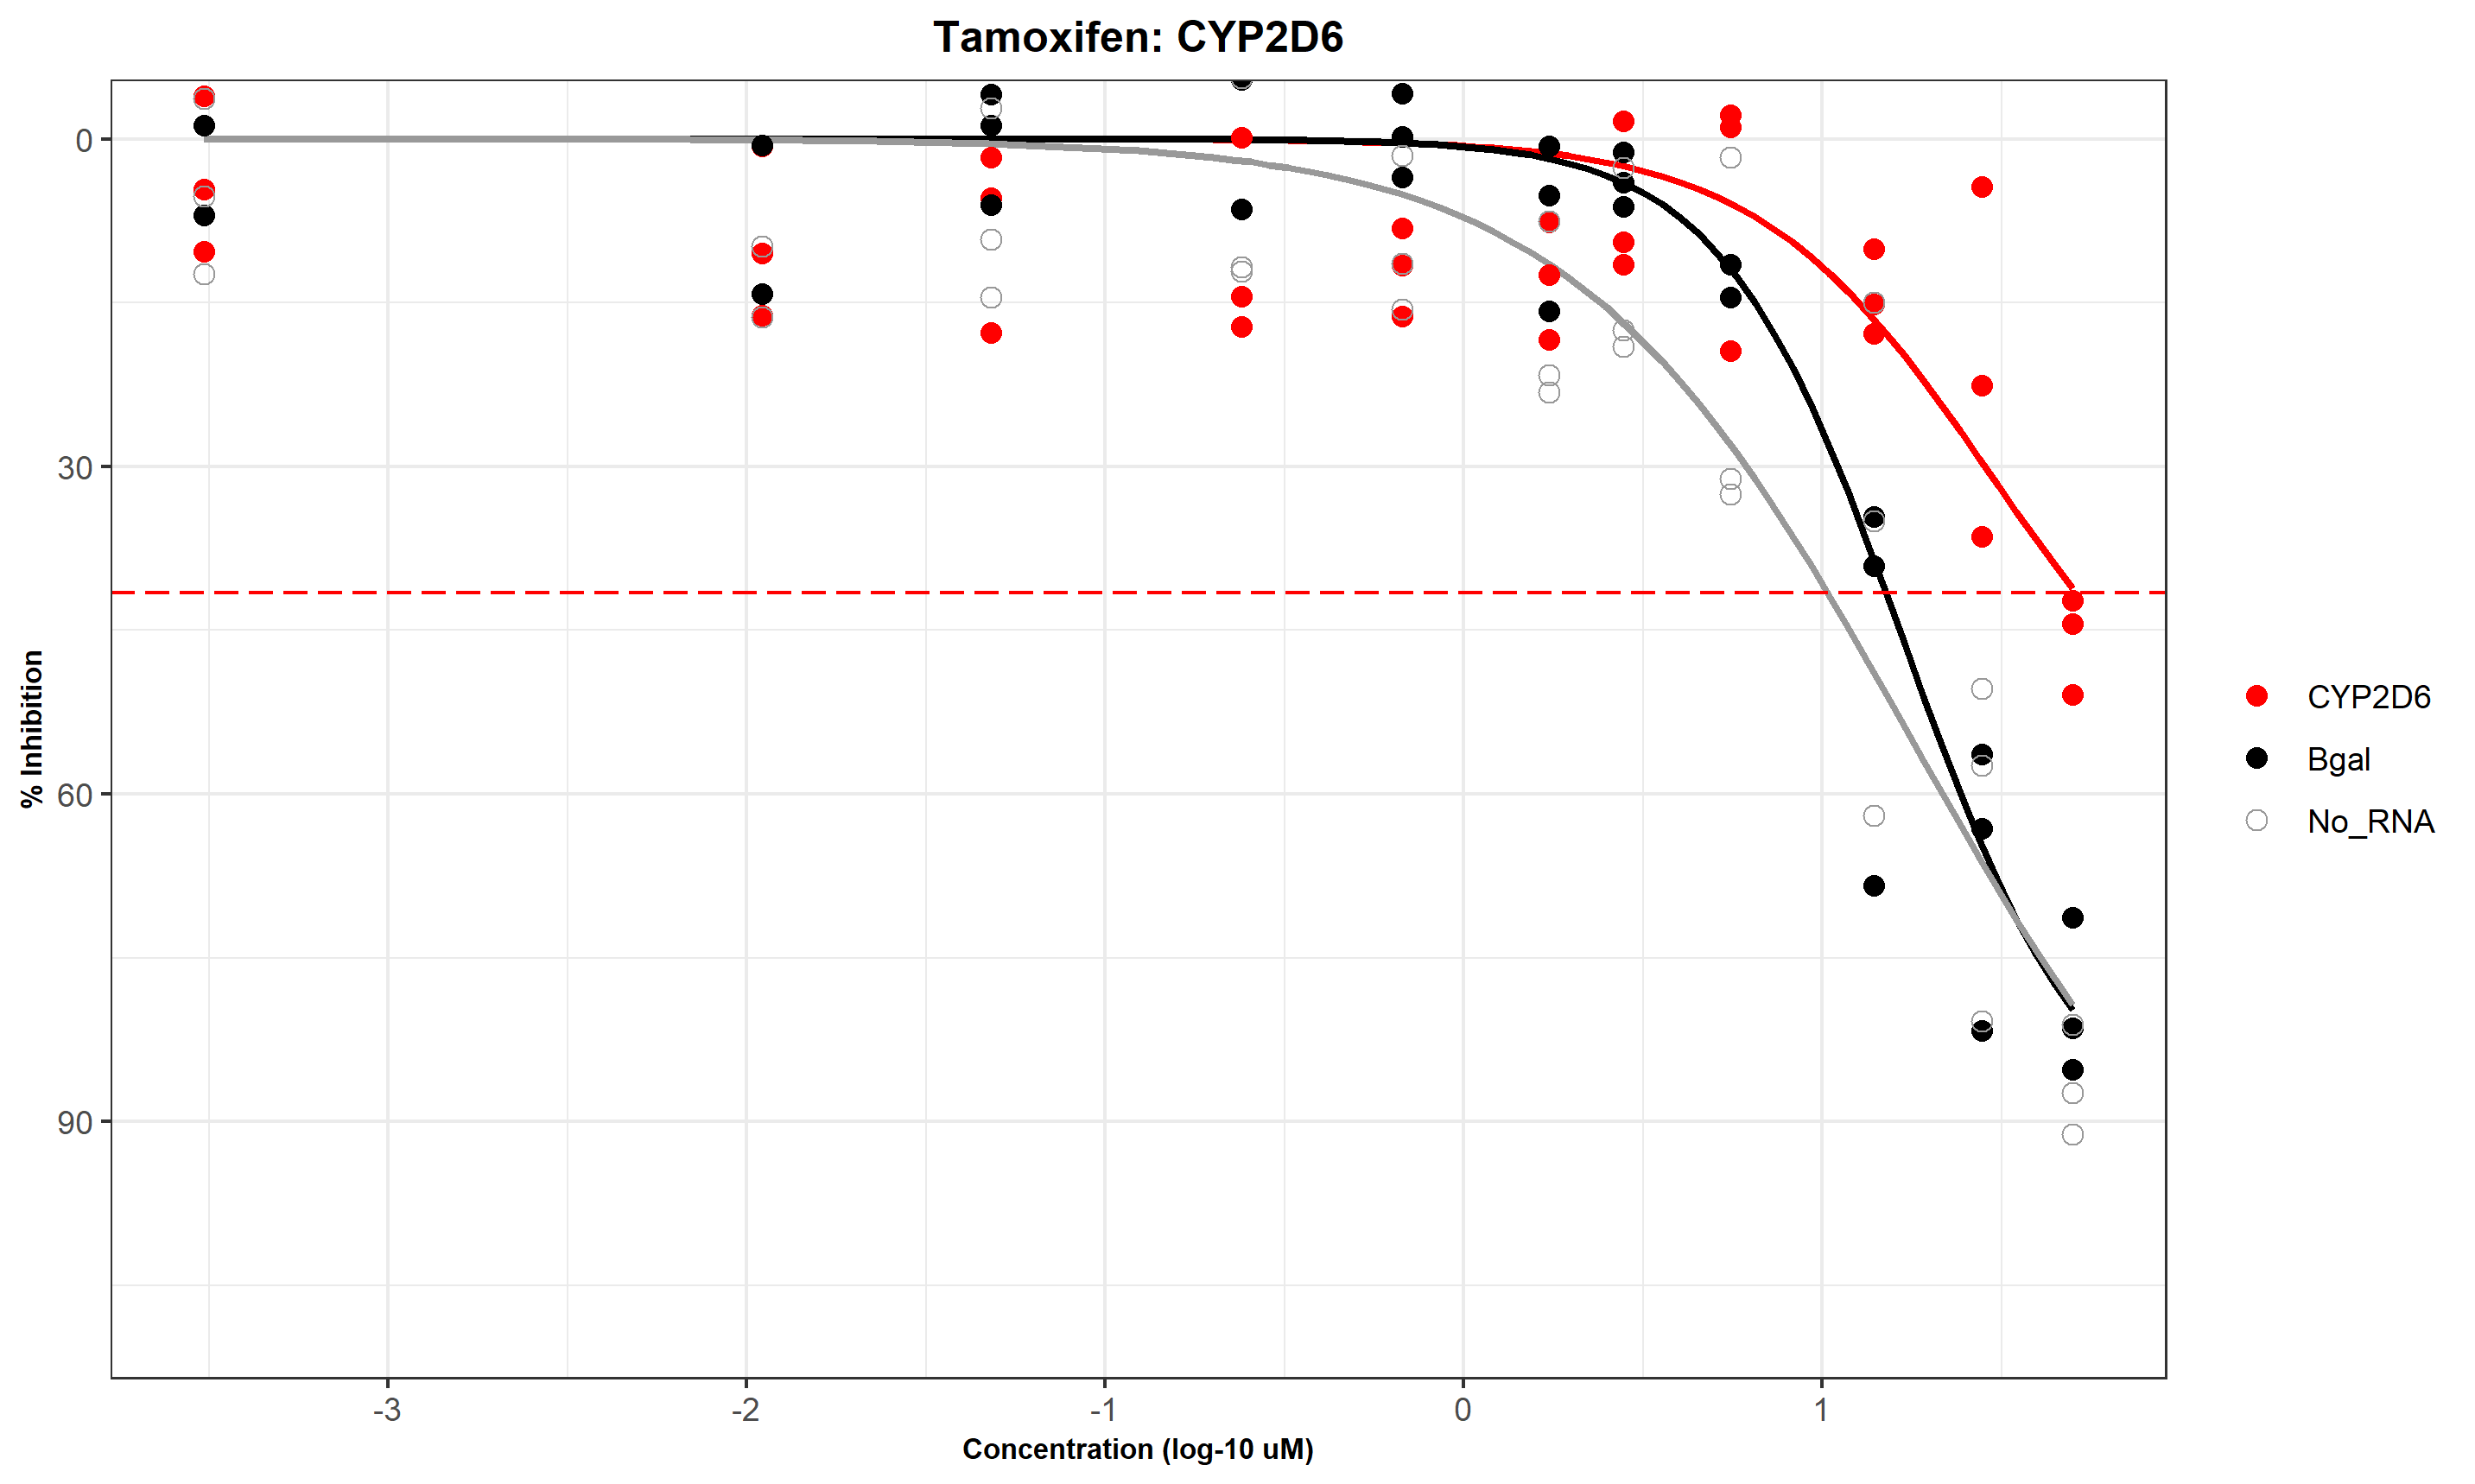 Tamoxifen: CYP2D6
0
30
60
90
% Inhibition
-3
-2
-1
0
1
Concentration (log-10 uM)
CYP2D6
Bgal
No_RNA